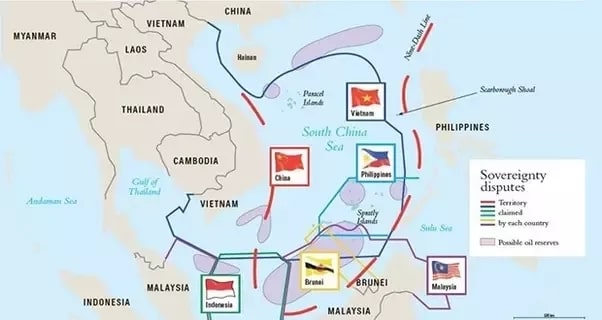 CHINA
VIETNAM
MYANMAR
LAOS
Hainan
Nine-Dash Line
Paracel
Islands
Vietnam
Scarborough Shoal
THAILAND
South China
Sea
PHILIPPINES
China
Philippines
CAMBODIA
Gulf of
Thailand
VIETNAM
Andaman Sea
Spratly
Islands
Sulu Sea
Sovereignty
disputes
Territory
claimed
by each country
Possible oil reserves
INDONESIA
MALAYSIA
Indonesia
Brunei
BRUNEI
MALAYSIA
Malaysia